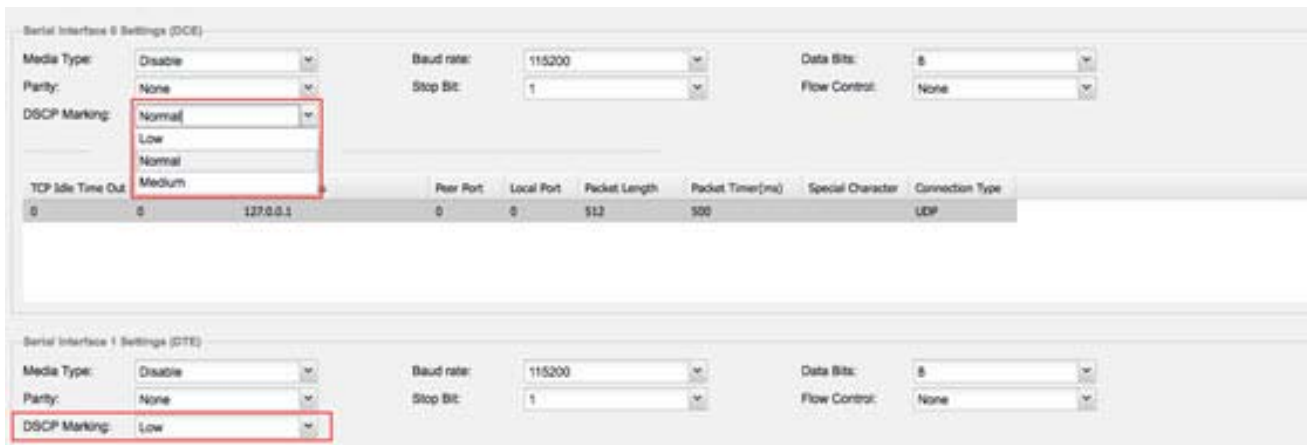 Serial Interface 0 Settings (DCE)
Media Type: Disable Baud rate: 115200 Data Bits: 8
Parity: None Stop Bit: 1 Flow Control: None
DSCP Marking: Normal
Low
Normal
Medium
TCP Idle Time Out Peer Port Local Port Packet Length Packet Timer(ms) Special Character Connection Type
0 0 127.0.0.1 0 0 512 500 UDP
Serial Interface 1 Settings (DTE)
Media Type: Disable Baud rate: 115200 Data Bits: 8
Parity: None Stop Bit: 1 Flow Control: None
DSCP Marking: Low